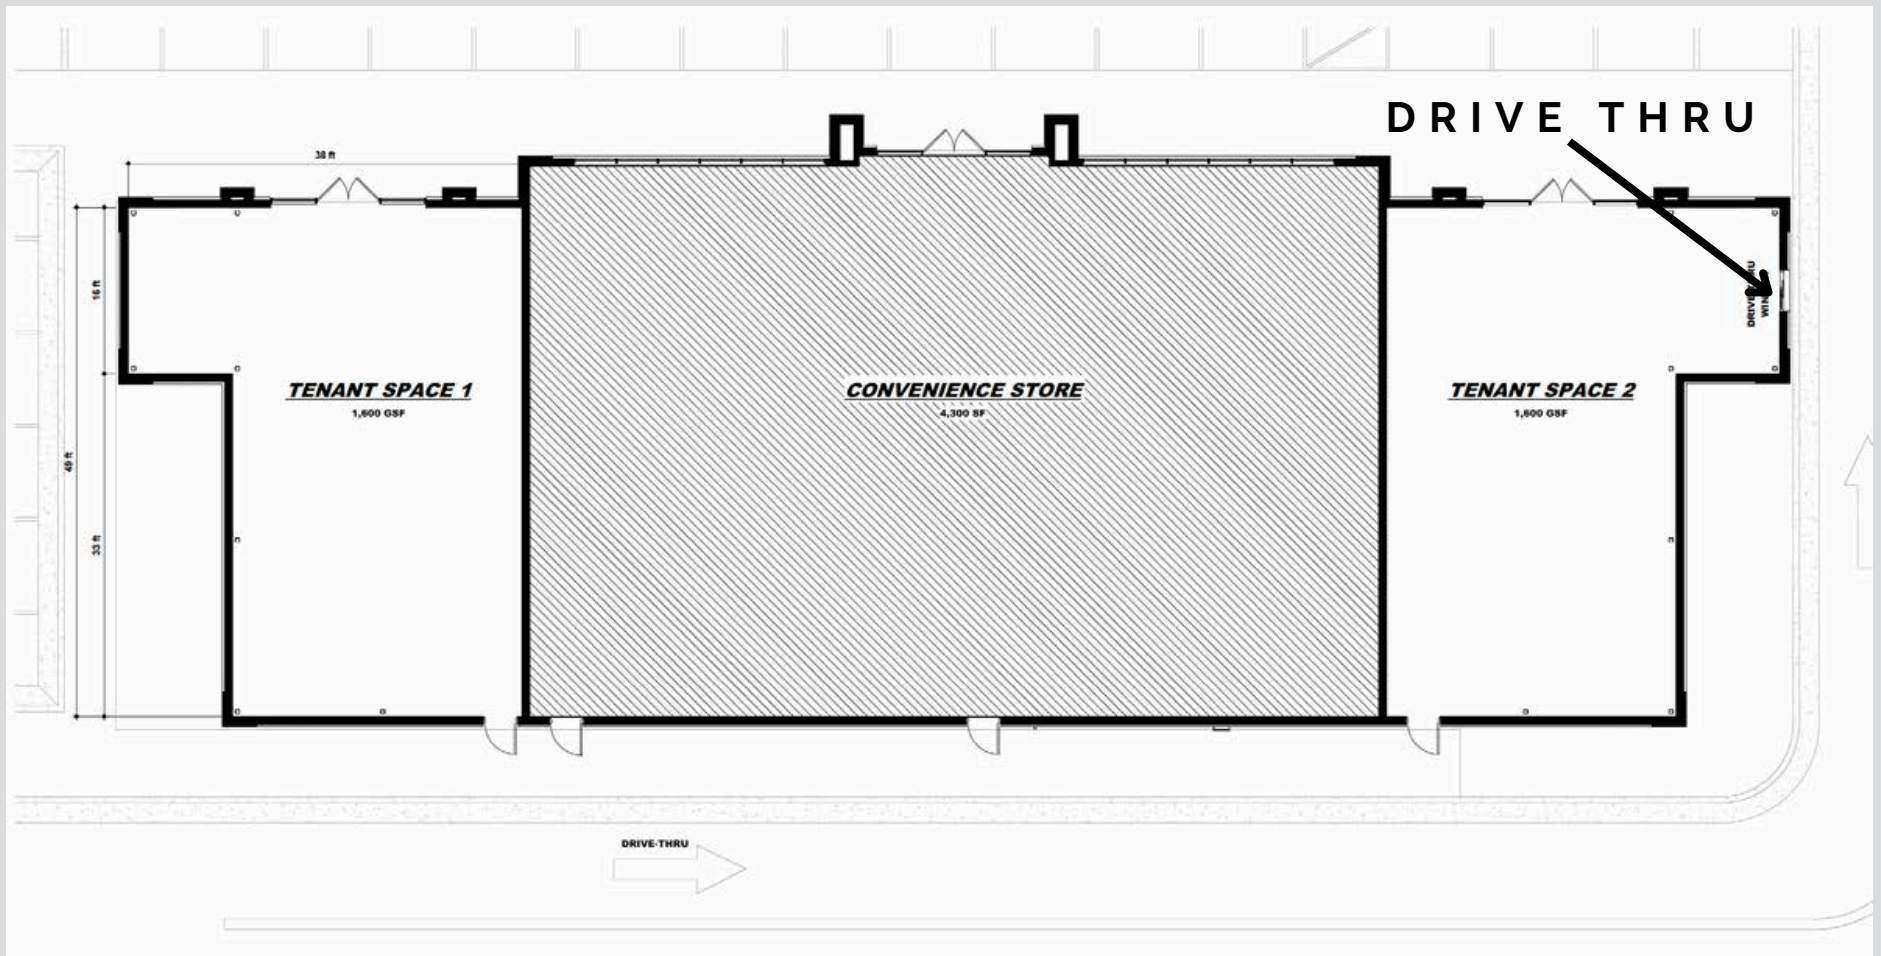 DRIVE THRU
38 ft
16 ft
TENANT SPACE 1
1,600 GSF
CONVENIENCE STORE
4,300 SF
TENANT SPACE 2
1,600 GSF
49 ft
33 ft
DRIVE-THRU